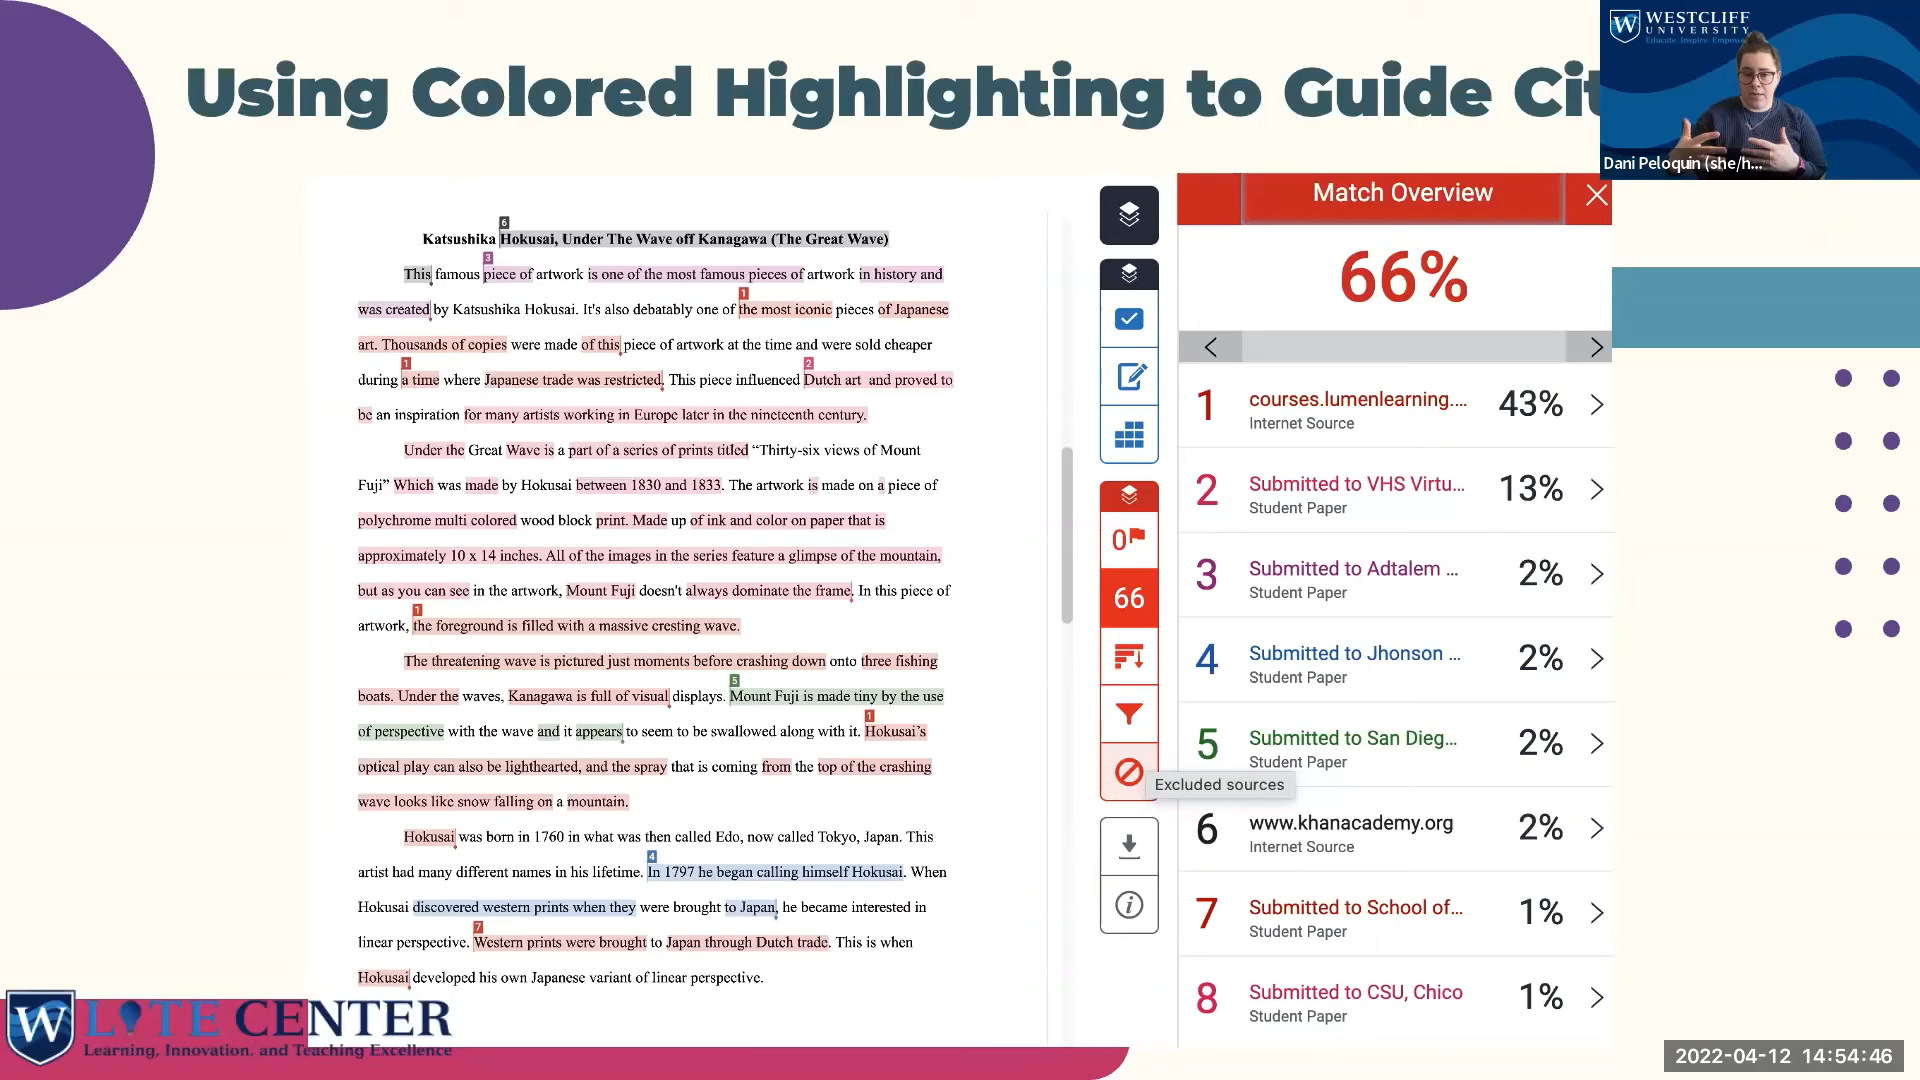 Using Colored Highlighting to Guide Cit
WESTCLIFF
UNIVERSITY
Educate. Inspire. Empower.
Dani Peloquin (she/h...
6
Katsushika Hokusai, Under The Wave off Kanagawa (The Great Wave)
3
This famous piece of artwork is one of the most famous pieces of artwork in history and
1
was created by Katsushika Hokusai. It's also debatably one of the most iconic pieces of Japanese
art. Thousands of copies were made of this piece of artwork at the time and were sold cheaper
1 2
during a time where Japanese trade was restricted. This piece influenced Dutch art and proved to
be an inspiration for many artists working in Europe later in the nineteenth century.
Under the Great Wave is a part of a series of prints titled “Thirty-six views of Mount
Fuji” Which was made by Hokusai between 1830 and 1833. The artwork is made on a piece of
polychrome multi colored wood block print. Made up of ink and color on paper that is
approximately 10 x 14 inches. All of the images in the series feature a glimpse of the mountain,
but as you can see in the artwork, Mount Fuji doesn't always dominate the frame. In this piece of
1
artwork, the foreground is filled with a massive cresting wave.
The threatening wave is pictured just moments before crashing down onto three fishing
5
boats. Under the waves, Kanagawa is full of visual displays. Mount Fuji is made tiny by the use
1
of perspective with the wave and it appears to seem to be swallowed along with it. Hokusai’s
optical play can also be lighthearted, and the spray that is coming from the top of the crashing
wave looks like snow falling on a mountain.
Hokusai was born in 1760 in what was then called Edo, now called Tokyo, Japan. This
4
artist had many different names in his lifetime. In 1797 he began calling himself Hokusai. When
Hokusai discovered western prints when they were brought to Japan, he became interested in
7
linear perspective. Western prints were brought to Japan through Dutch trade. This is when
Hokusai developed his own Japanese variant of linear perspective.
0
66
Excluded sources
Match Overview
66%
1 courses.lumenlearning.... 43%
Internet Source
2 Submitted to VHS Virtu... 13%
Student Paper
3 Submitted to Adtalem ... 2%
Student Paper
4 Submitted to Jhonson ... 2%
Student Paper
5 Submitted to San Dieg... 2%
Student Paper
6 www.khanacademy.org 2%
Internet Source
7 Submitted to School of... 1%
Student Paper
8 Submitted to CSU, Chico 1%
Student Paper
W LITE CENTER
Learning, Innovation, and Teaching Excellence
2022-04-12 14:54:46